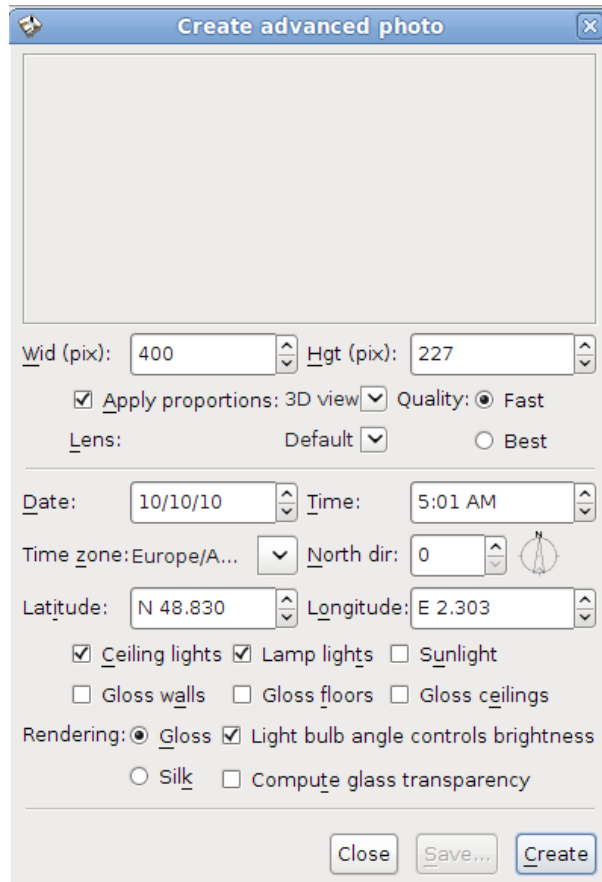 Create advanced photo
Wid (pix): 400 Hgt (pix): 227
Apply proportions: 3D view Quality: Fast
Lens: Default Best
Date: 10/10/10 Time: 5:01 AM
Time zone: Europe/A... North dir: 0 N
Latitude: N 48.830 Longitude: E 2.303
Ceiling lights Lamp lights Sunlight
Gloss walls Gloss floors Gloss ceilings
Rendering: Gloss Light bulb angle controls brightness
Silk Compute glass transparency
Close Save... Create